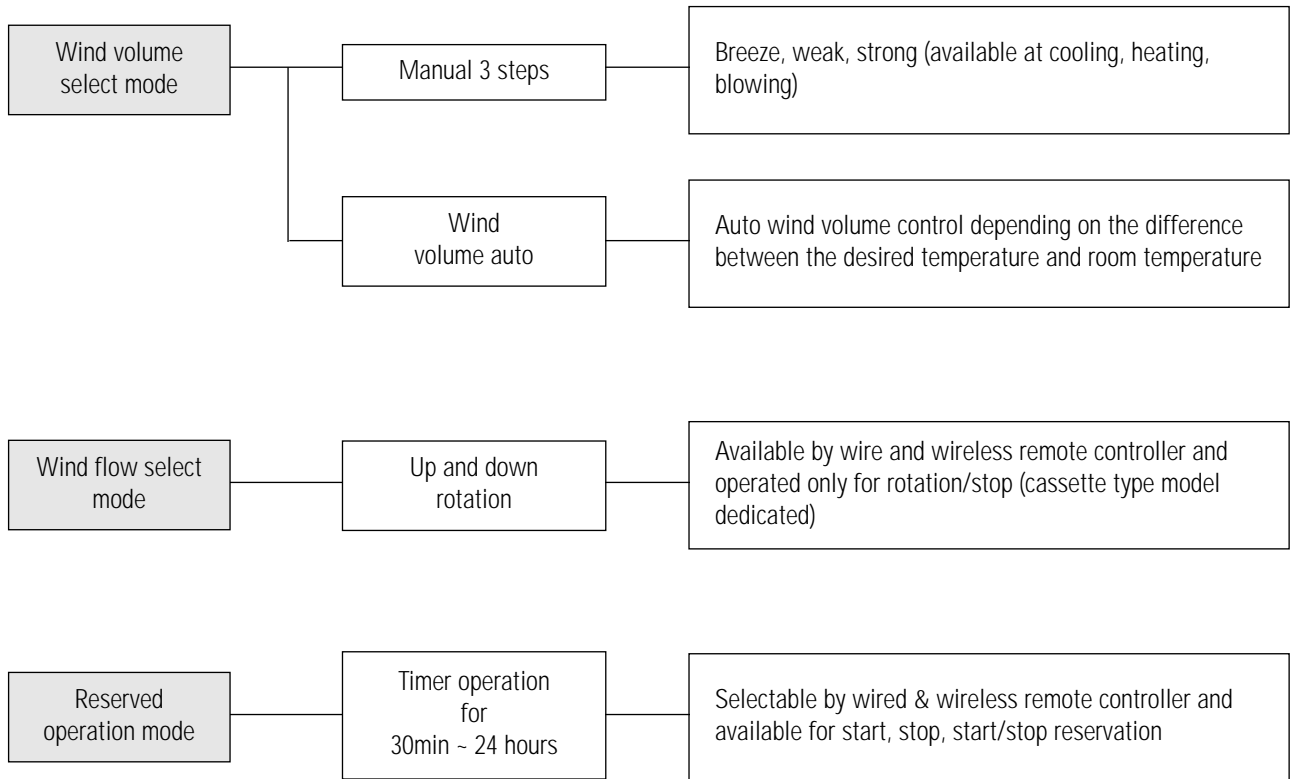 Wind volume
select mode
Manual 3 steps
Breeze, weak, strong (available at cooling, heating,
blowing)
Wind
volume auto
Auto wind volume control depending on the difference
between the desired temperature and room temperature
Wind flow select
mode
Up and down
rotation
Available by wire and wireless remote controller and
operated only for rotation/stop (cassette type model
dedicated)
Reserved
operation mode
Timer operation
for
30min ~ 24 hours
Selectable by wired & wireless remote controller and
available for start, stop, start/stop reservation